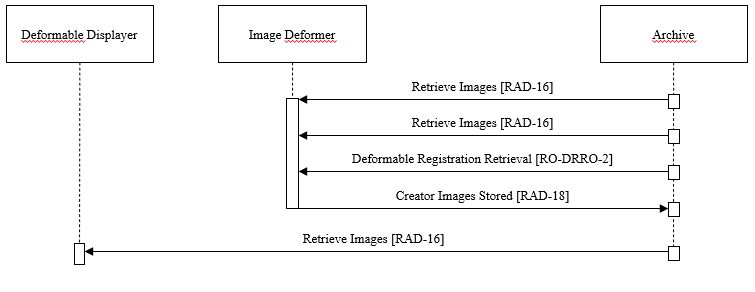 Deformable Displayer
Image Deformer
Archive
Retrieve Images [RAD-16]
Retrieve Images [RAD-16]
Deformable Registration Retrieval [RO-DRRO-2]
Creator Images Stored [RAD-18]
Retrieve Images [RAD-16]